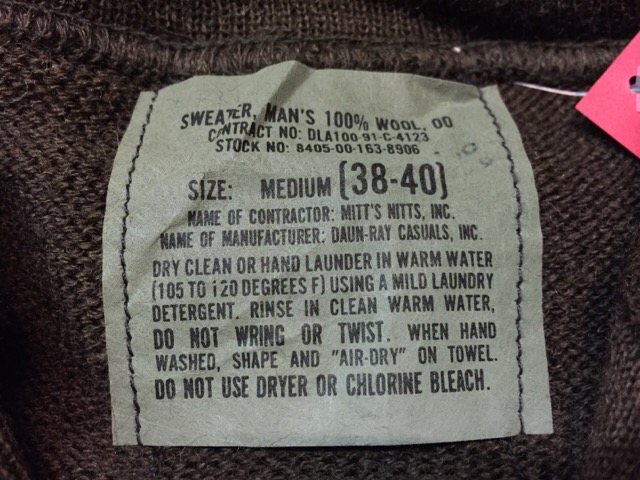 SWEATER, MAN'S 100% WOOL, OD
CONTRACT NO: DLA100-91-C-4123
STOCK NO: 8405-00-163-8906
SIZE: MEDIUM (38-40)
NAME OF CONTRACTOR: MITT'S NITTS, INC.
NAME OF MANUFACTURER: DAUN-RAY CASUALS, INC.
DRY CLEAN OR HAND LAUNDER IN WARM WATER
(105 TO 120 DEGREES F) USING A MILD LAUNDRY
DETERGENT. RINSE IN CLEAN WARM WATER,
DO NOT WRING OR TWIST. WHEN HAND
WASHED, SHAPE AND "AIR-DRY" ON TOWEL.
DO NOT USE DRYER OR CHLORINE BLEACH.